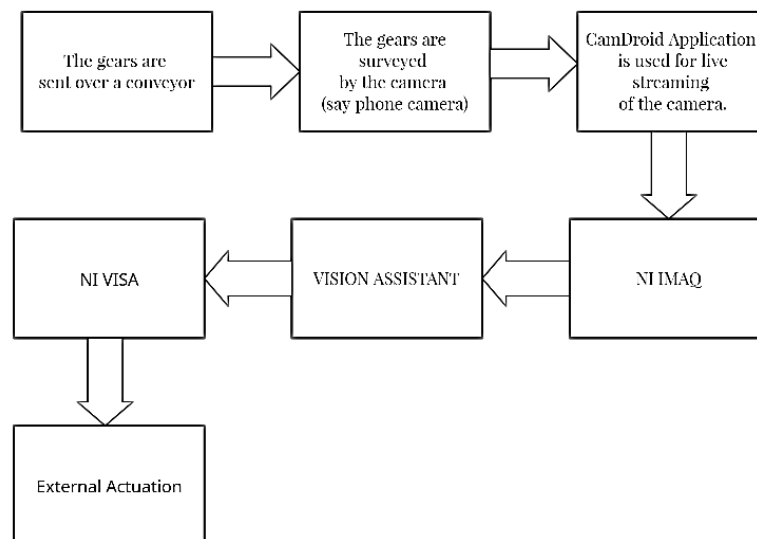 The gears are
sent over a conveyor
The gears are
surveyed
by the camera
(say phone camera)
CamDroid Application
is used for live
streaming
of the camera.
NI VISA
VISION ASSISTANT
NI IMAQ
External Actuation